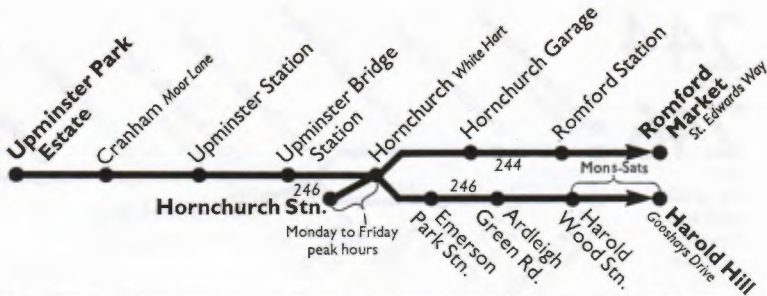 Upminster Park
Estate
Cranham Moor Lane
Upminster Station
Upminster Bridge
Station
Hornchurch White Hart
Hornchurch Garage
Romford Station
Romford
Market
St. Edwards Way
244
Mons-Sats
246
246
Hornchurch Stn.
Monday to Friday
peak hours
Emerson
Park Stn.
Ardleigh
Green Rd.
Harold
Wood Stn.
Harold Hill
Gooshays Drive